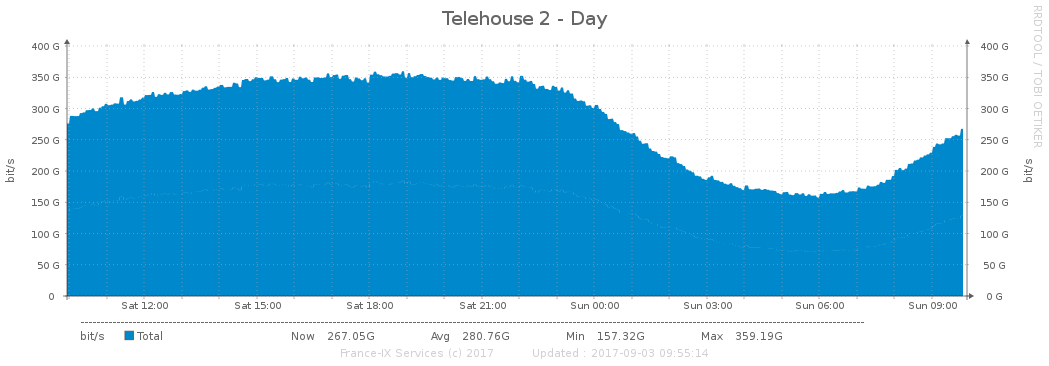 Telehouse 2 - Day
RRDTOOL / TOBI OETIKER
bit/s
400 G 400 G
350 G 350 G
300 G 300 G
250 G 250 G
200 G 200 G
150 G 150 G
100 G 100 G
50 G 50 G
0 0 G
bit/s
Sat 12:00 Sat 15:00 Sat 18:00 Sat 21:00 Sun 00:00 Sun 03:00 Sun 06:00 Sun 09:00
bit/s Total Now 267.05G Avg 280.76G Min 157.32G Max 359.19G
France-IX Services (c) 2017 Updated : 2017-09-03 09:55:14